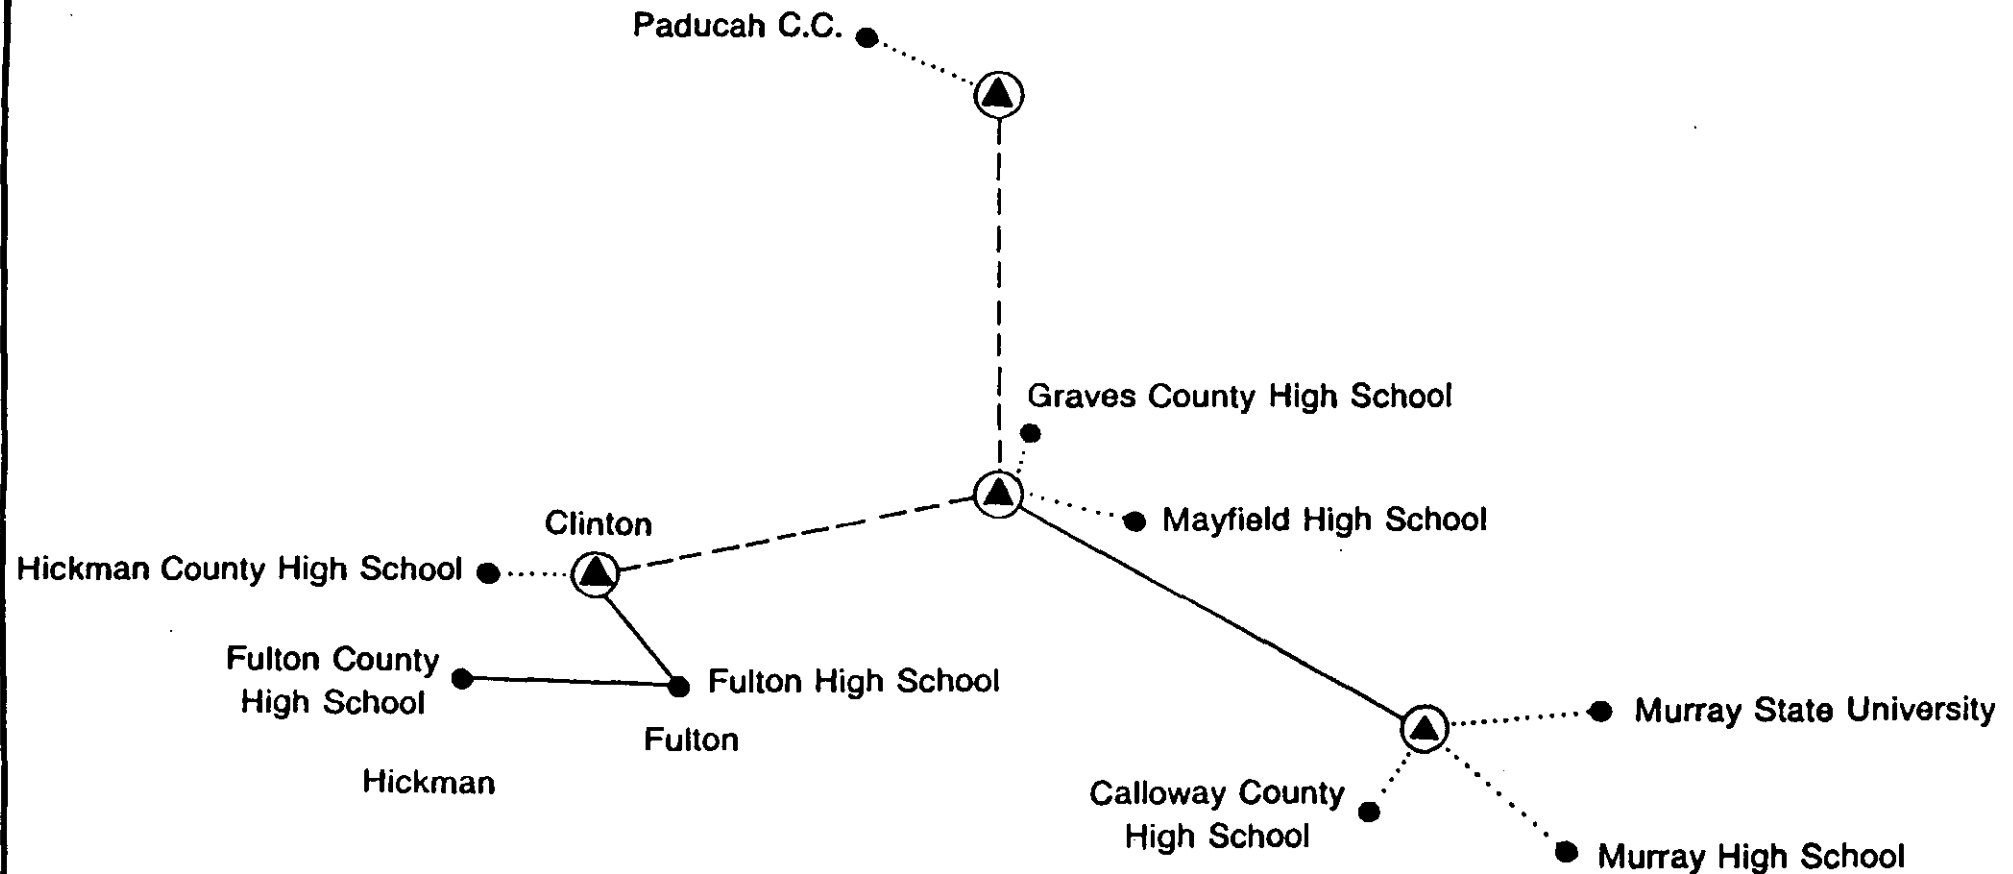 Paducah C.C.
Graves County High School
Mayfield High School
Clinton
Hickman County High School
Fulton County
High School
Fulton High School
Fulton
Hickman
Murray State University
Calloway County
High School
Murray High School